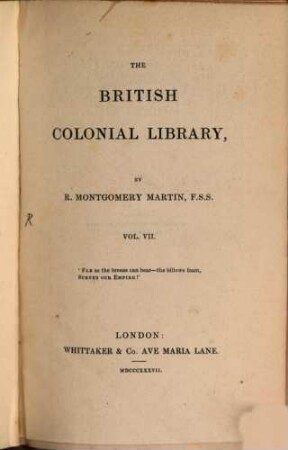 THE
BRITISH
COLONIAL LIBRARY,
BY
R. MONTGOMERY MARTIN, F.S.S.
VOL. VII.
'Far as the breeze can bear—the billows foam,
Survey our Empire!'
LONDON:
WHITTAKER & Co. AVE MARIA LANE.
MDCCCXXXVII.